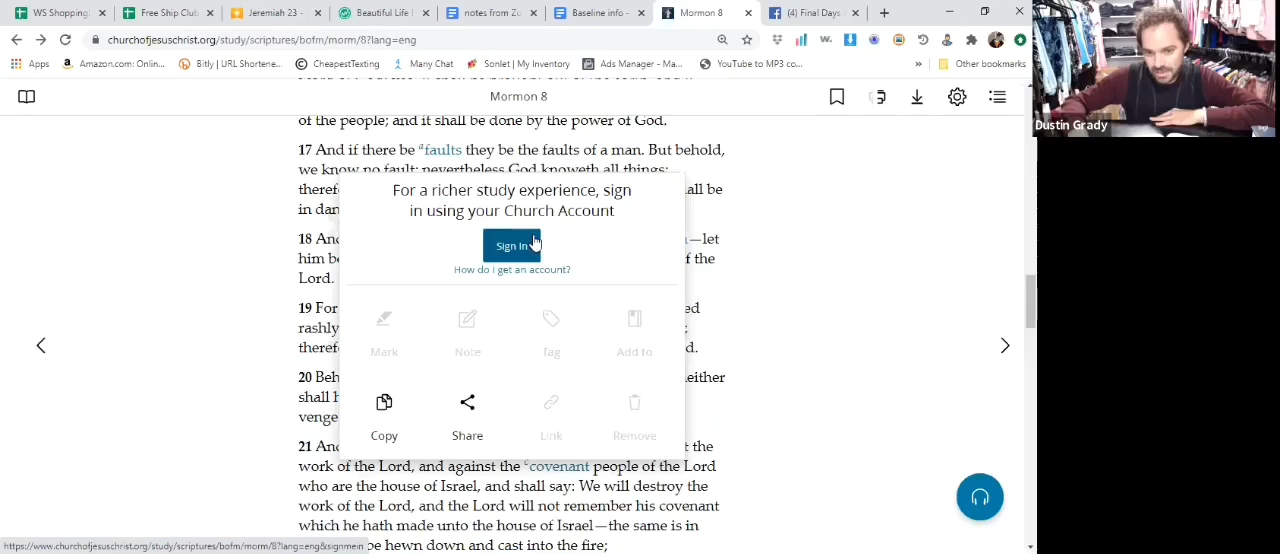 WS Shopping
Free Ship Club
Jeremiah 23 -
Beautiful Life
notes from Zo
Baseline info -
Mormon 8
(4) Final Days
churchofjesuschrist.org/study/scriptures/bofm/morm/8?lang=eng
Apps
Amazon.com: Onlin...
Bitly | URL Shortene...
CheapestTexting
Many Chat
Sonlet | My Inventory
Ads Manager - Ma...
YouTube to MP3 co...
»
Other bookmarks
Mormon 8
Dustin Grady
of the people; and it shall be done by the power of God.
17 And if there be a faults they be the faults of a man. But behold,
we know no fault; nevertheless God knoweth all things;
theref
all be
in dan
For a richer study experience, sign
in using your Church Account
Sign In
How do I get an account?
18 And
—let
him be
f the
Lord.
19 For
ed
rashly
;
theref
d.
20 Beh
either
shall h
venge
Mark
Note
Tag
Add to
Copy
Share
Link
Remove
21 And
t the
work of the Lord, and against the c covenant people of the Lord
who are the house of Israel, and shall say: We will destroy the
work of the Lord, and the Lord will not remember his covenant
which he hath made unto the house of Israel—the same is in
be hewn down and cast into the fire;
https://www.churchofjesuschrist.org/study/scriptures/bofm/morm/8?lang=eng&signmein